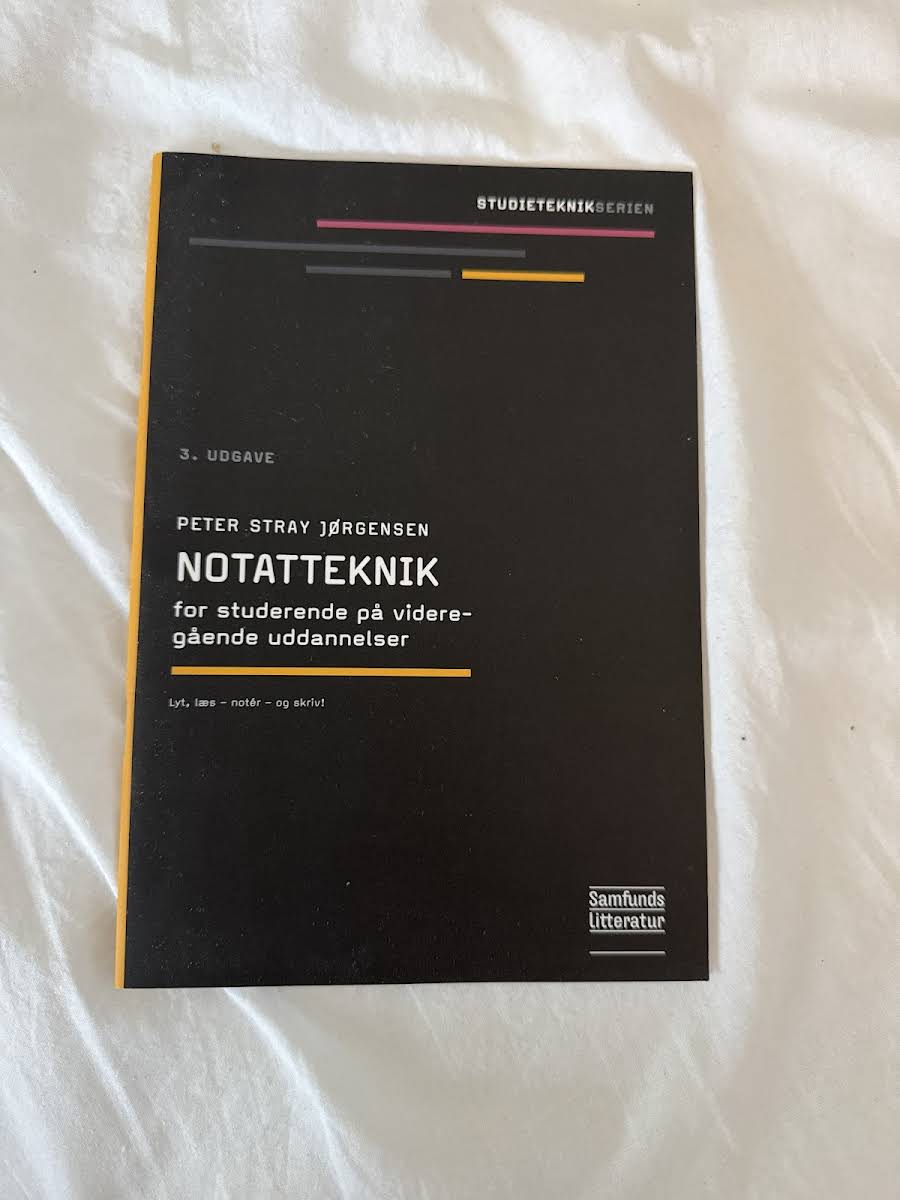 STUDIETEKNIKSERIEN
3. UDGAVE
PETER STRAY JØRGENSEN
NOTATTEKNIK
for studerende på videre-
gående uddannelser
Lyt, læs – notér – og skriv!
Samfunds
litteratur